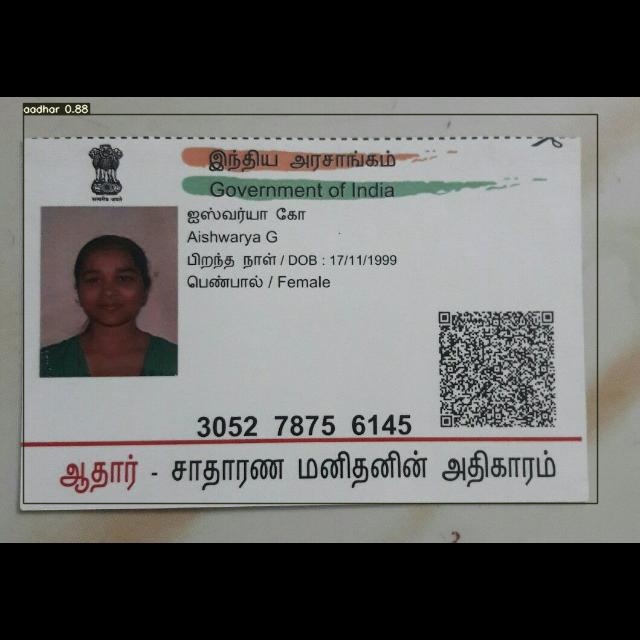 aadhar 0.88
இந்திய அரசாங்கம்
Government of India
ஐஸ்வர்யா கோ
Aishwarya G
பிறந்த நாள் / DOB : 17/11/1999
பெண்பால் / Female
3052 7875 6145
ஆதார் - சாதாரண மனிதனின் அதிகாரம்